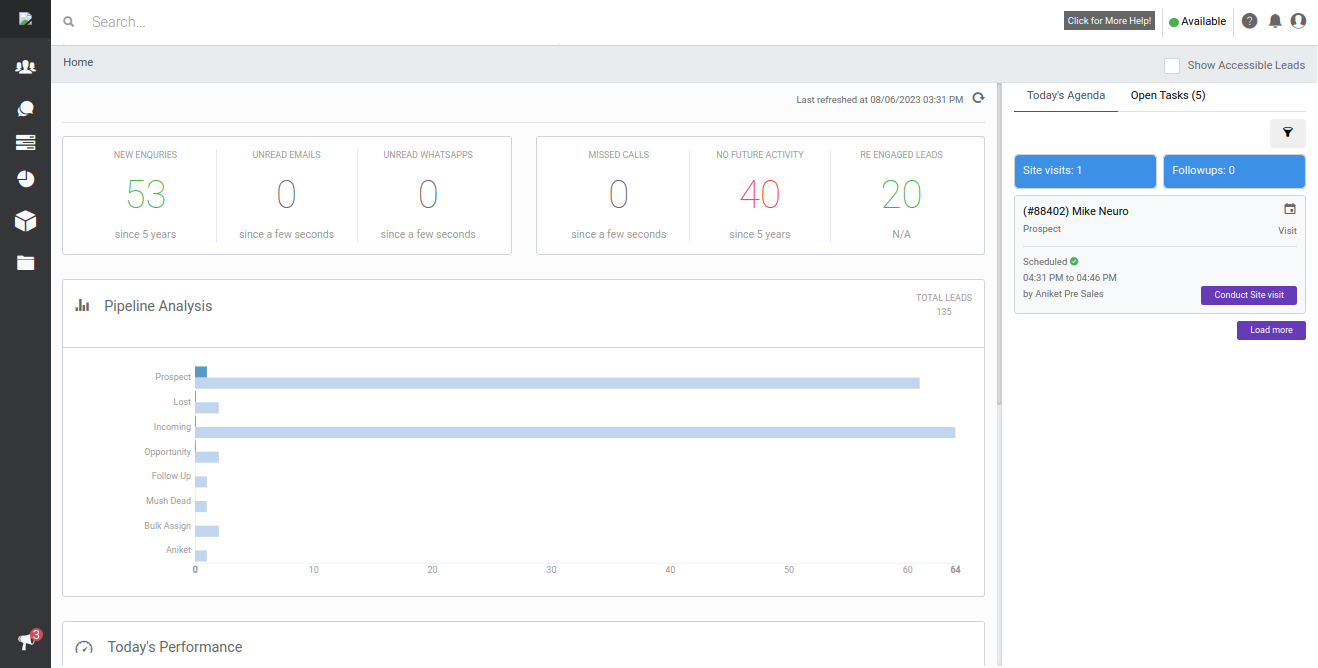 Search...
Click for More Help!
Available
?
Home
Show Accessible Leads
Last refreshed at 08/06/2023 03:31 PM
NEW ENQURIES
53
since 5 years
UNREAD EMAILS
0
since a few seconds
UNREAD WHATSAPPS
0
since a few seconds
MISSED CALLS
0
since a few seconds
NO FUTURE ACTIVITY
40
since 5 years
RE ENGAGED LEADS
20
N/A
Pipeline Analysis
TOTAL LEADS
135
Prospect
Lost
Incoming
Opportunity
Follow Up
Mush Dead
Bulk Assign
Aniket
0 10 20 30 40 50 60 64
Today's Performance
Today's Agenda
Open Tasks (5)
Site visits: 1
Followups: 0
(#88402) Mike Neuro
Prospect
Visit
Scheduled
04:31 PM to 04:46 PM
by Aniket Pre Sales
Conduct Site visit
Load more
3